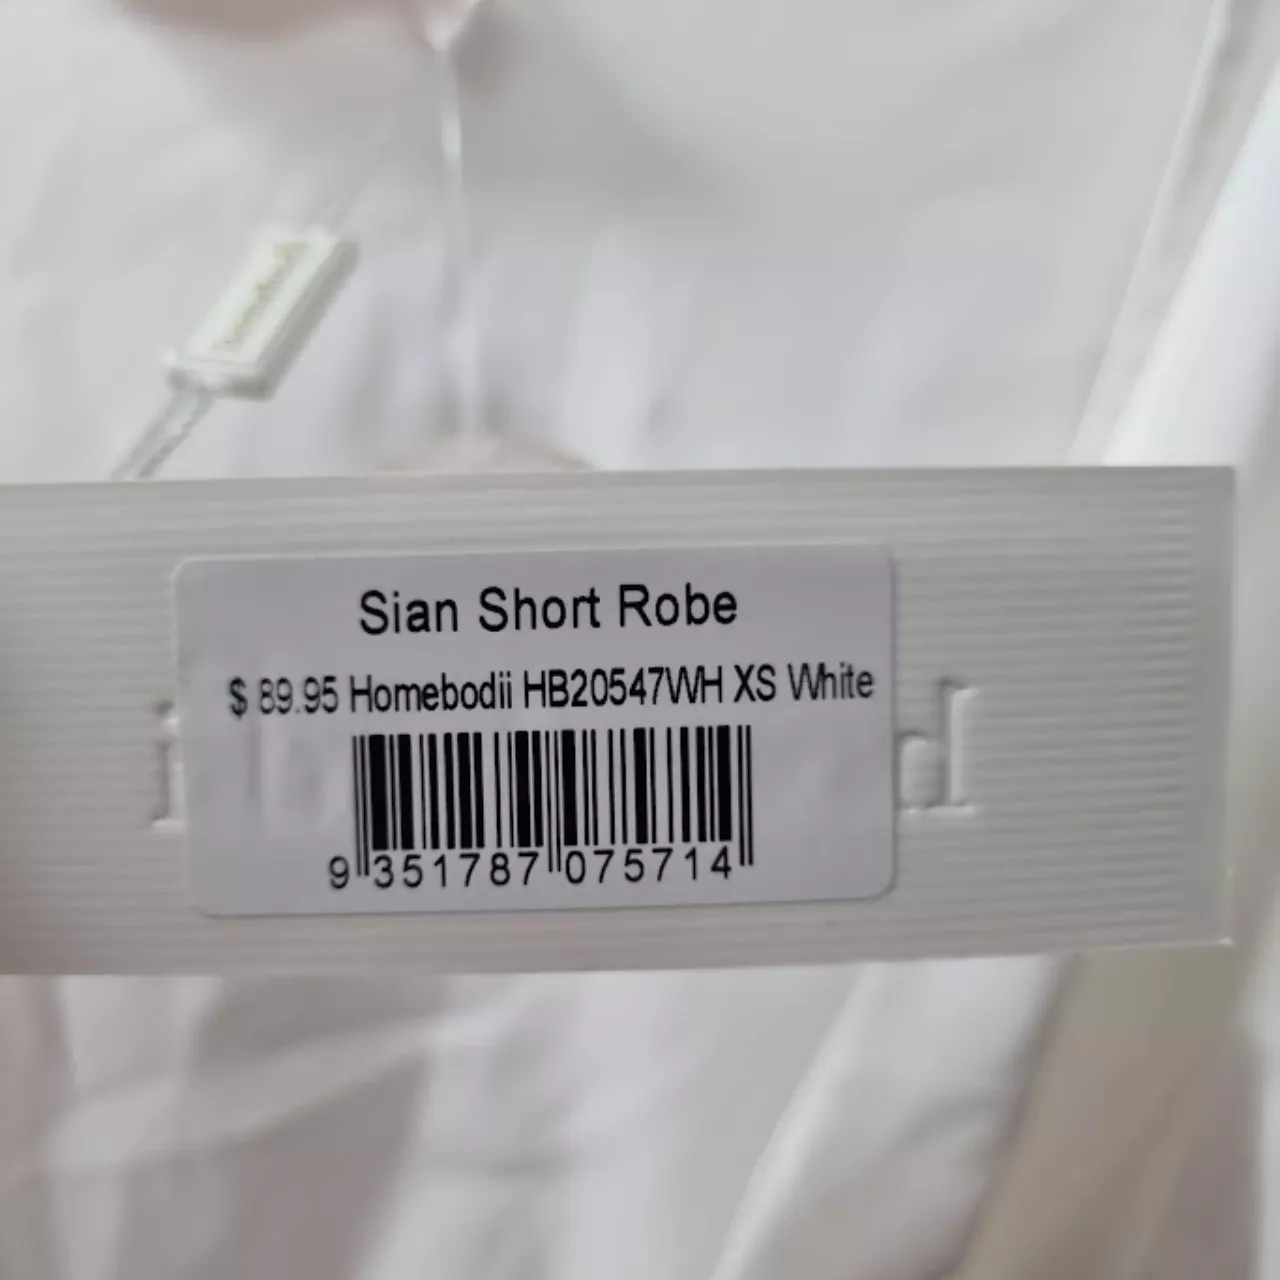 Sian Short Robe
$ 89.95 Homebodii HB20547WH XS White
9 351787 075714